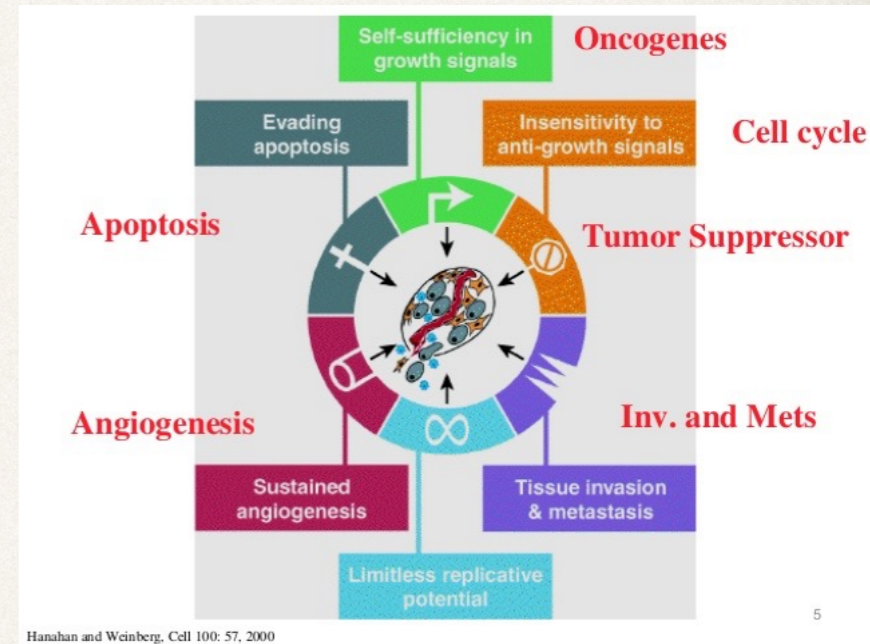 Self-sufficiency in
growth signals
Oncogenes
Evading
apoptosis
Insensitivity to
anti-growth signals
Cell cycle
Apoptosis
Tumor Suppressor
Angiogenesis
Inv. and Mets
Sustained
angiogenesis
Tissue invasion
& metastasis
Limitless replicative
potential
5
Hanahan and Weinberg, Cell 100: 57, 2000